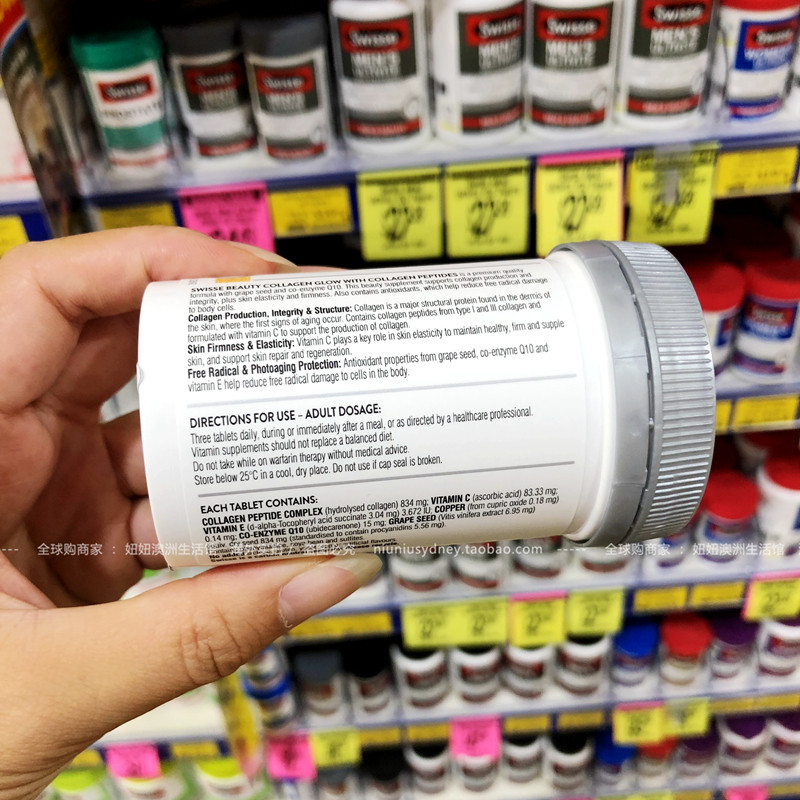 Swisse
Swisse
Swisse
Swisse
MEN'S
Swisse
MEN'S
Swisse
MEN'S
Swisse
MEN'S
SWISSE BEAUTY COLLAGEN GLOW WITH COLLAGEN PEPTIDES is a premium quality
formula with grape seed and co-enzyme Q10. This beauty supplement supports collagen production and
integrity, plus skin elasticity and firmness. Also contains antioxidants, which help reduce free radical damage
to body cells.
Collagen Production, Integrity & Structure: Collagen is a major structural protein found in the dermis of
the skin, where the first signs of aging occur. Contains collagen peptides from type I and III collagen and
formulated with vitamin C to support the production of collagen.
Skin Firmness & Elasticity: Vitamin C plays a key role in skin elasticity to maintain healthy, firm and supple
skin, and support skin repair and regeneration.
Free Radical & Photoaging Protection: Antioxidant properties from grape seed, co-enzyme Q10 and
vitamin E help reduce free radical damage to cells in the body.
DIRECTIONS FOR USE – ADULT DOSAGE:
Three tablets daily, during or immediately after a meal, or as directed by a healthcare professional.
Vitamin supplements should not replace a balanced diet.
Do not take while on warfarin therapy without medical advice.
Store below 25°C in a cool, dry place. Do not use if cap seal is broken.
EACH TABLET CONTAINS:
COLLAGEN PEPTIDE COMPLEX (hydrolysed collagen) 834 mg; VITAMIN C (ascorbic acid) 83.33 mg;
VITAMIN E (d-alpha-Tocopheryl acid succinate 3.04 mg) 3.672 IU; COPPER (from cupric oxide 0.18 mg)
0.14 mg; CO-ENZYME Q10 (ubidecarenone) 15 mg; GRAPE SEED (Vitis vinifera extract 6.95 mg)
dry seed 834 mg (standardised to contain procyanidins 5.56 mg).
全球购商家 : 妞妞澳洲生活馆 海外实拍 / 盗图必究 niuniusydney.taobao.com 全球购商家 : 妞妞澳洲生活馆